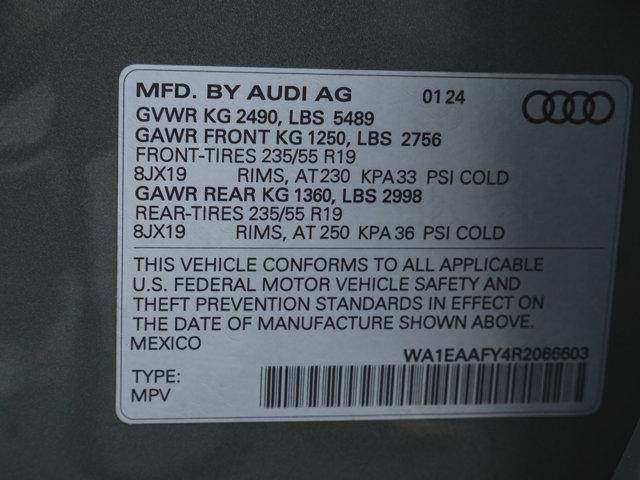 MFD. BY AUDI AG 01 24
GVWR KG 2490, LBS 5489
GAWR FRONT KG 1250, LBS 2756
FRONT-TIRES 235/55 R19
8JX19 RIMS, AT 230 KPA 33 PSI COLD
GAWR REAR KG 1360, LBS 2998
REAR-TIRES 235/55 R19
8JX19 RIMS, AT 250 KPA 36 PSI COLD
THIS VEHICLE CONFORMS TO ALL APPLICABLE
U.S. FEDERAL MOTOR VEHICLE SAFETY AND
THEFT PREVENTION STANDARDS IN EFFECT ON
THE DATE OF MANUFACTURE SHOWN ABOVE.
MEXICO
WA1EAAFY4R2066603
TYPE:
MPV